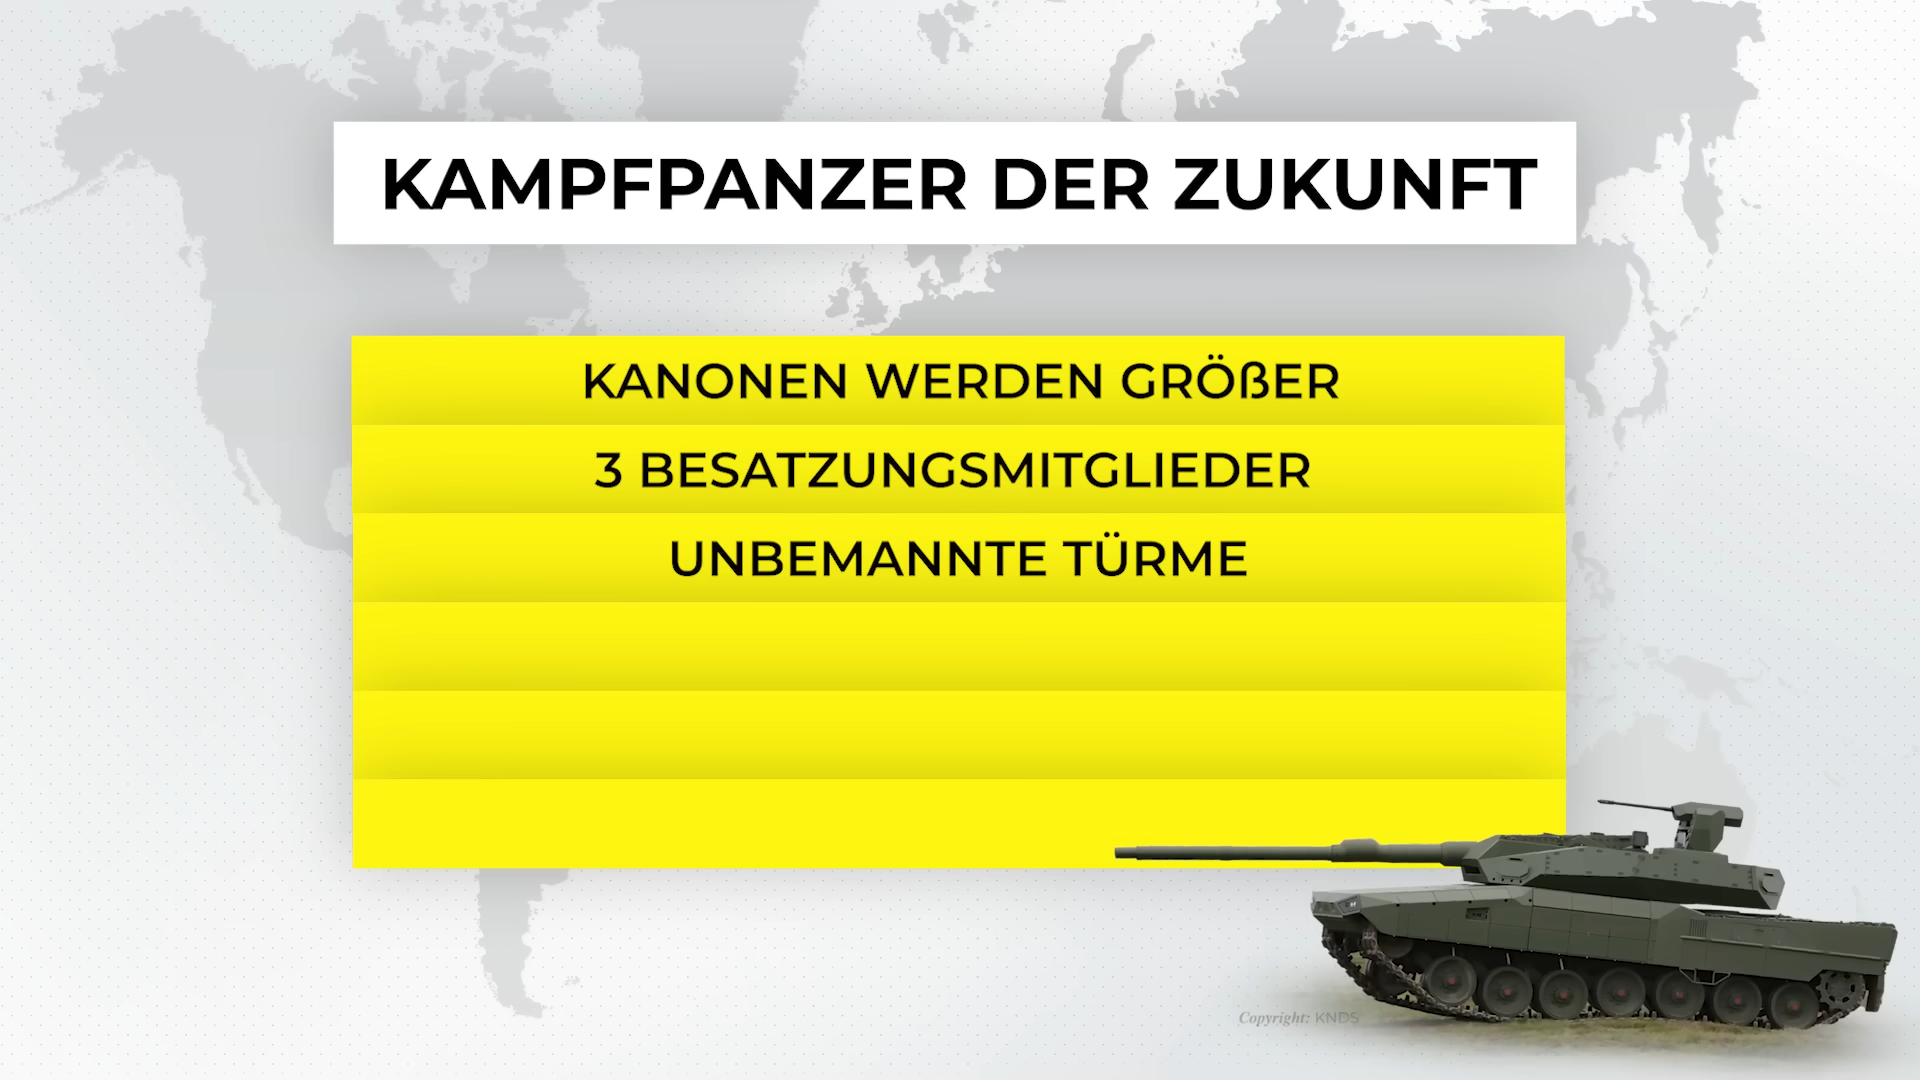 KAMPFPANZER DER ZUKUNFT
KANONEN WERDEN GRÖßER
3 BESATZUNGSMITGLIEDER
UNBEMANNTE TÜRME
Copyright: KNDS